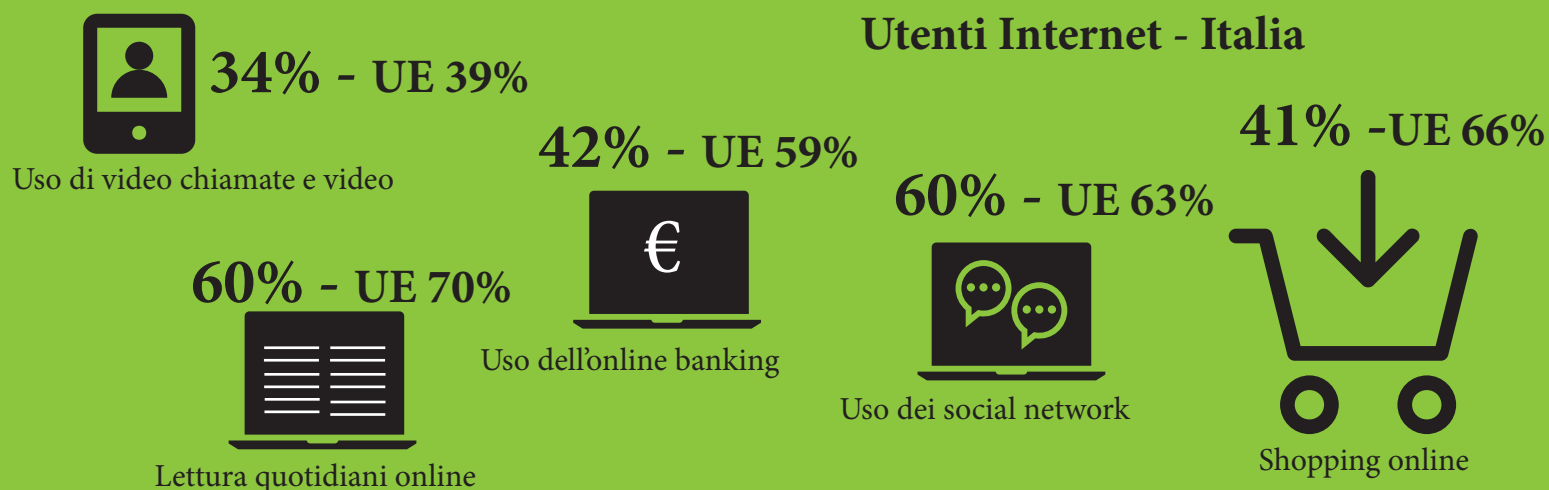 Utenti Internet - Italia
34% - UE 39%
Uso di video chiamate e video
60% - UE 70%
Lettura quotidiani online
42% - UE 59%
€
Uso dell'online banking
60% - UE 63%
Uso dei social network
41% -UE 66%
Shopping online